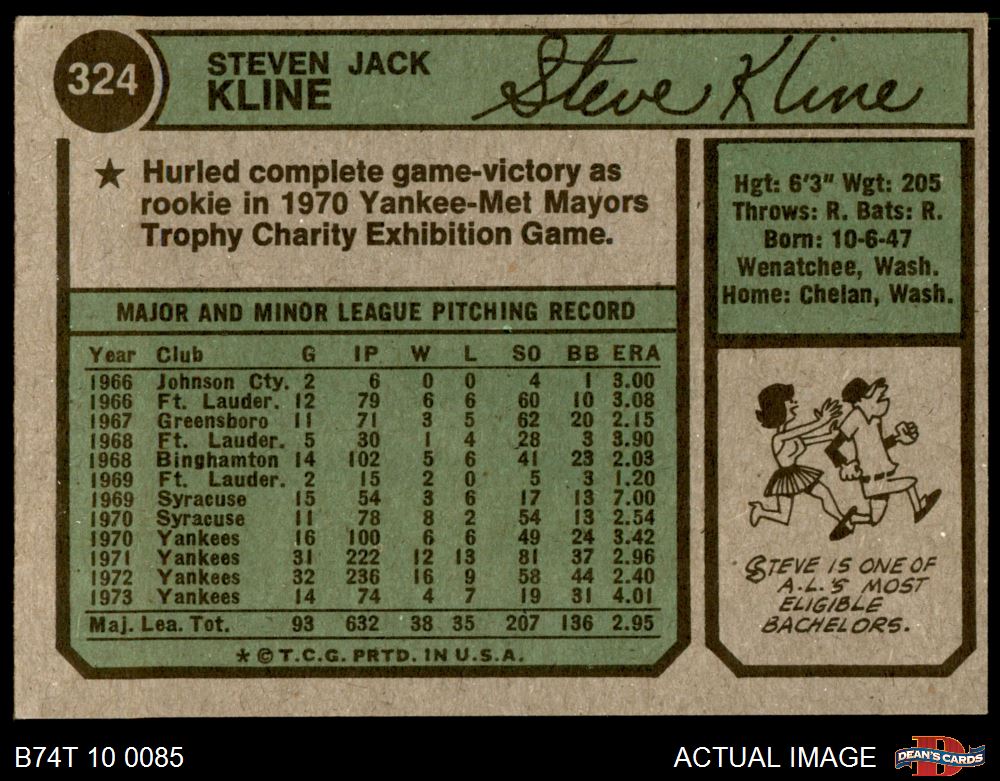 324
STEVEN JACK
KLINE
Steve Kline
★ Hurled complete game-victory as
rookie in 1970 Yankee-Met Mayors
Trophy Charity Exhibition Game.
Hgt: 6'3" Wgt: 205
Throws: R. Bats: R.
Born: 10-6-47
Wenatchee, Wash.
Home: Chelan, Wash.
MAJOR AND MINOR LEAGUE PITCHING RECORD
Year Club G IP W L SO BB ERA
1966 Johnson Cty. 2 6 0 0 4 1 3.00
1966 Ft. Lauder. 12 79 6 6 60 10 3.08
1967 Greensboro 11 71 3 5 62 20 2.15
1968 Ft. Lauder. 5 30 1 4 28 3 3.90
1968 Binghamton 14 102 5 6 41 23 2.03
1969 Ft. Lauder. 2 15 2 0 5 3 1.20
1969 Syracuse 15 54 3 6 17 13 7.00
1970 Syracuse 11 78 8 2 54 13 2.54
1970 Yankees 16 100 6 6 49 24 3.42
1971 Yankees 31 222 12 13 81 37 2.96
1972 Yankees 32 236 16 9 58 44 2.40
1973 Yankees 14 74 4 7 19 31 4.01
Maj. Lea. Tot. 93 632 38 35 207 136 2.95
★ © T.C.G. PRTD. IN U.S.A.
STEVE IS ONE OF
A.L.'S MOST
ELIGIBLE
BACHELORS.
B74T 10 0085
ACTUAL IMAGE
DEAN'S CARDS